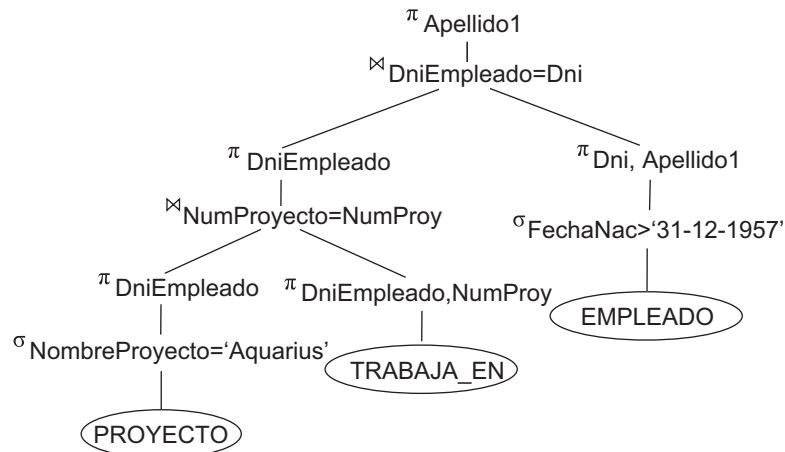 π Apellido1
⋈ DniEmpleado=Dni
π DniEmpleado
π Dni, Apellido1
⋈ NumProyecto=NumProy
σ FechaNac>‘31-12-1957’
π DniEmpleado
π DniEmpleado,NumProy
EMPLEADO
σ NombreProyecto=‘Aquarius’
TRABAJA_EN
PROYECTO